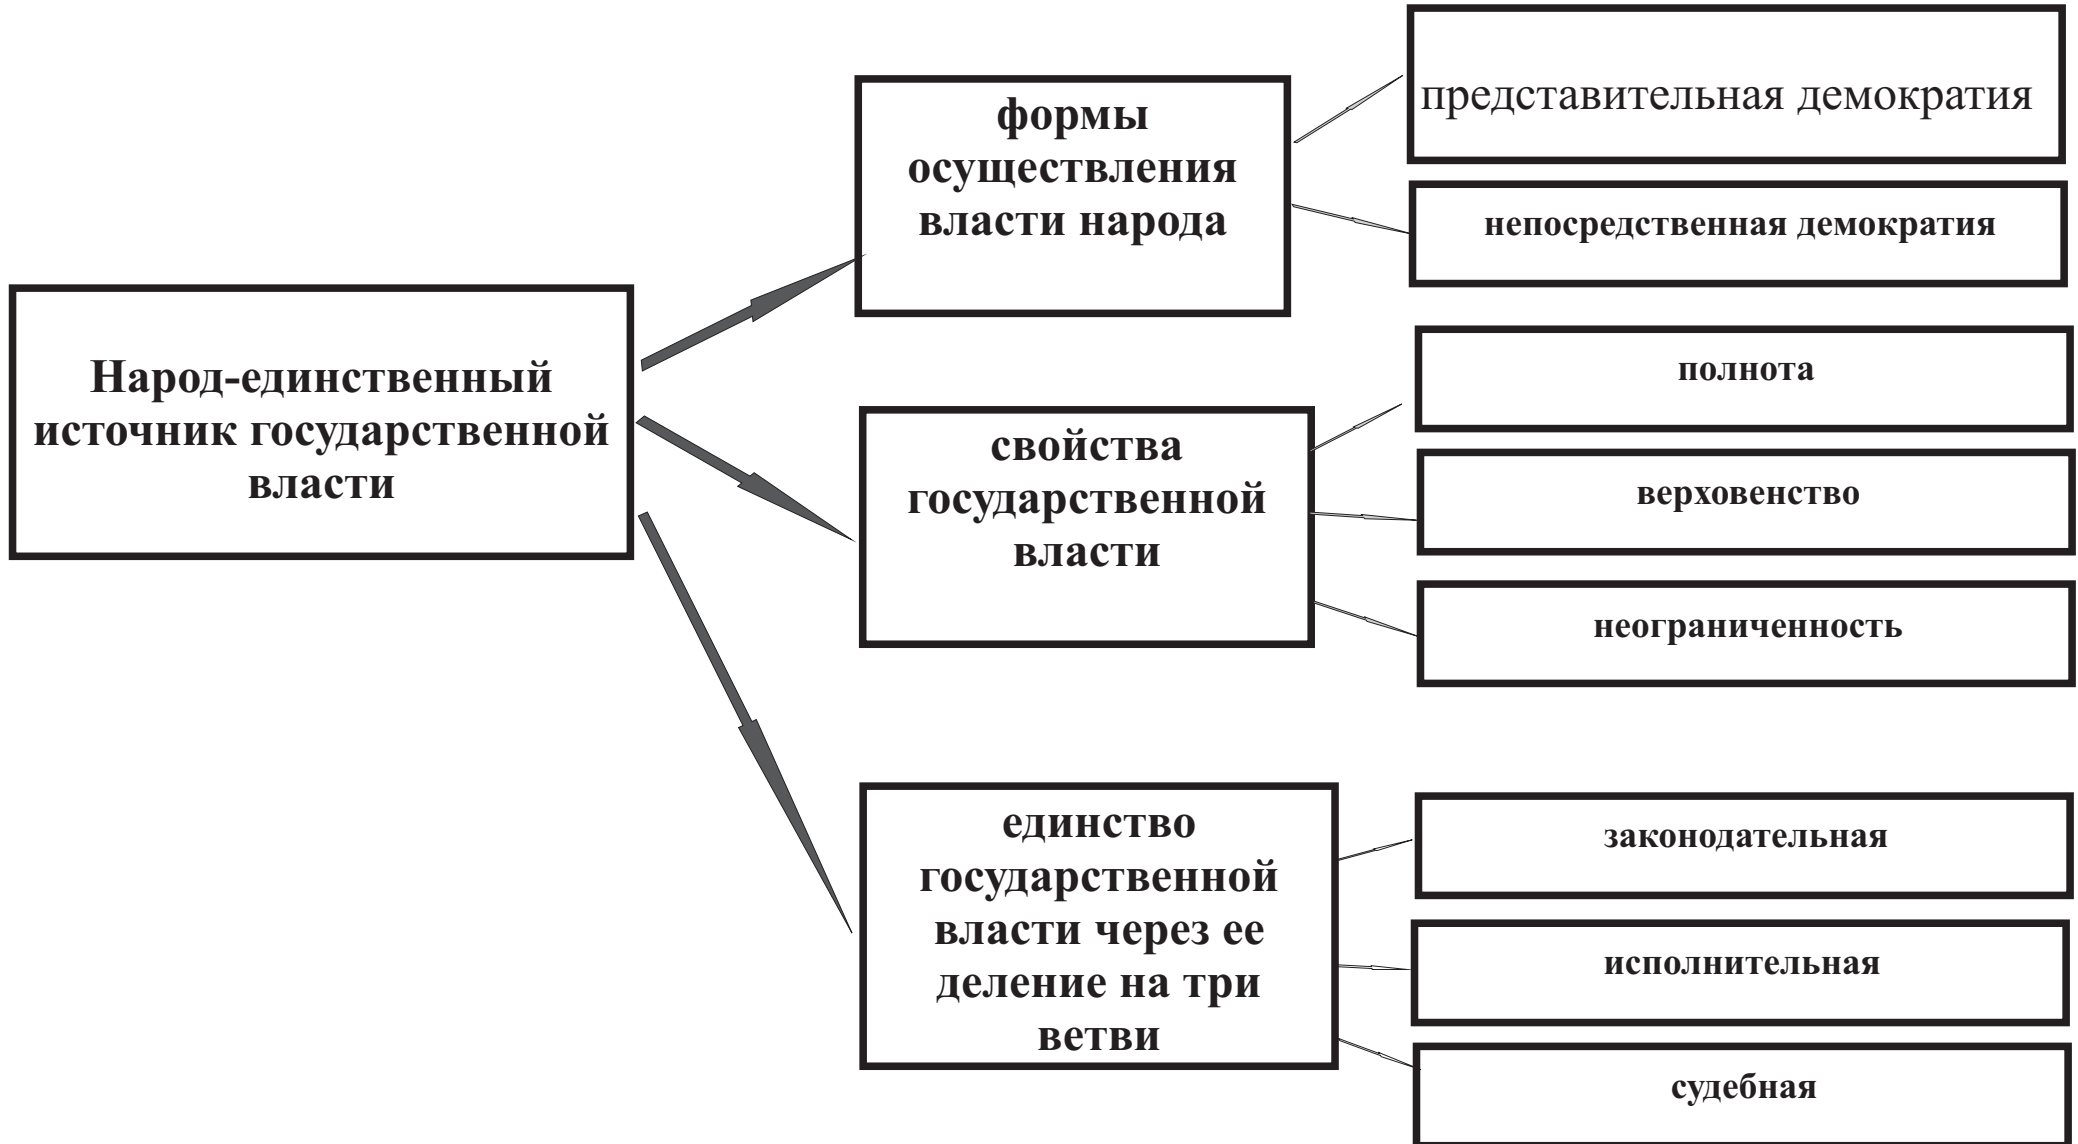 Народ-единственный
источник государственной
власти
формы
осуществления
власти народа
представительная демократия
непосредственная демократия
свойства
государственной
власти
полнота
верховенство
неограниченность
единство
государственной
власти через ее
деление на три
ветви
законодательная
исполнительная
судебная